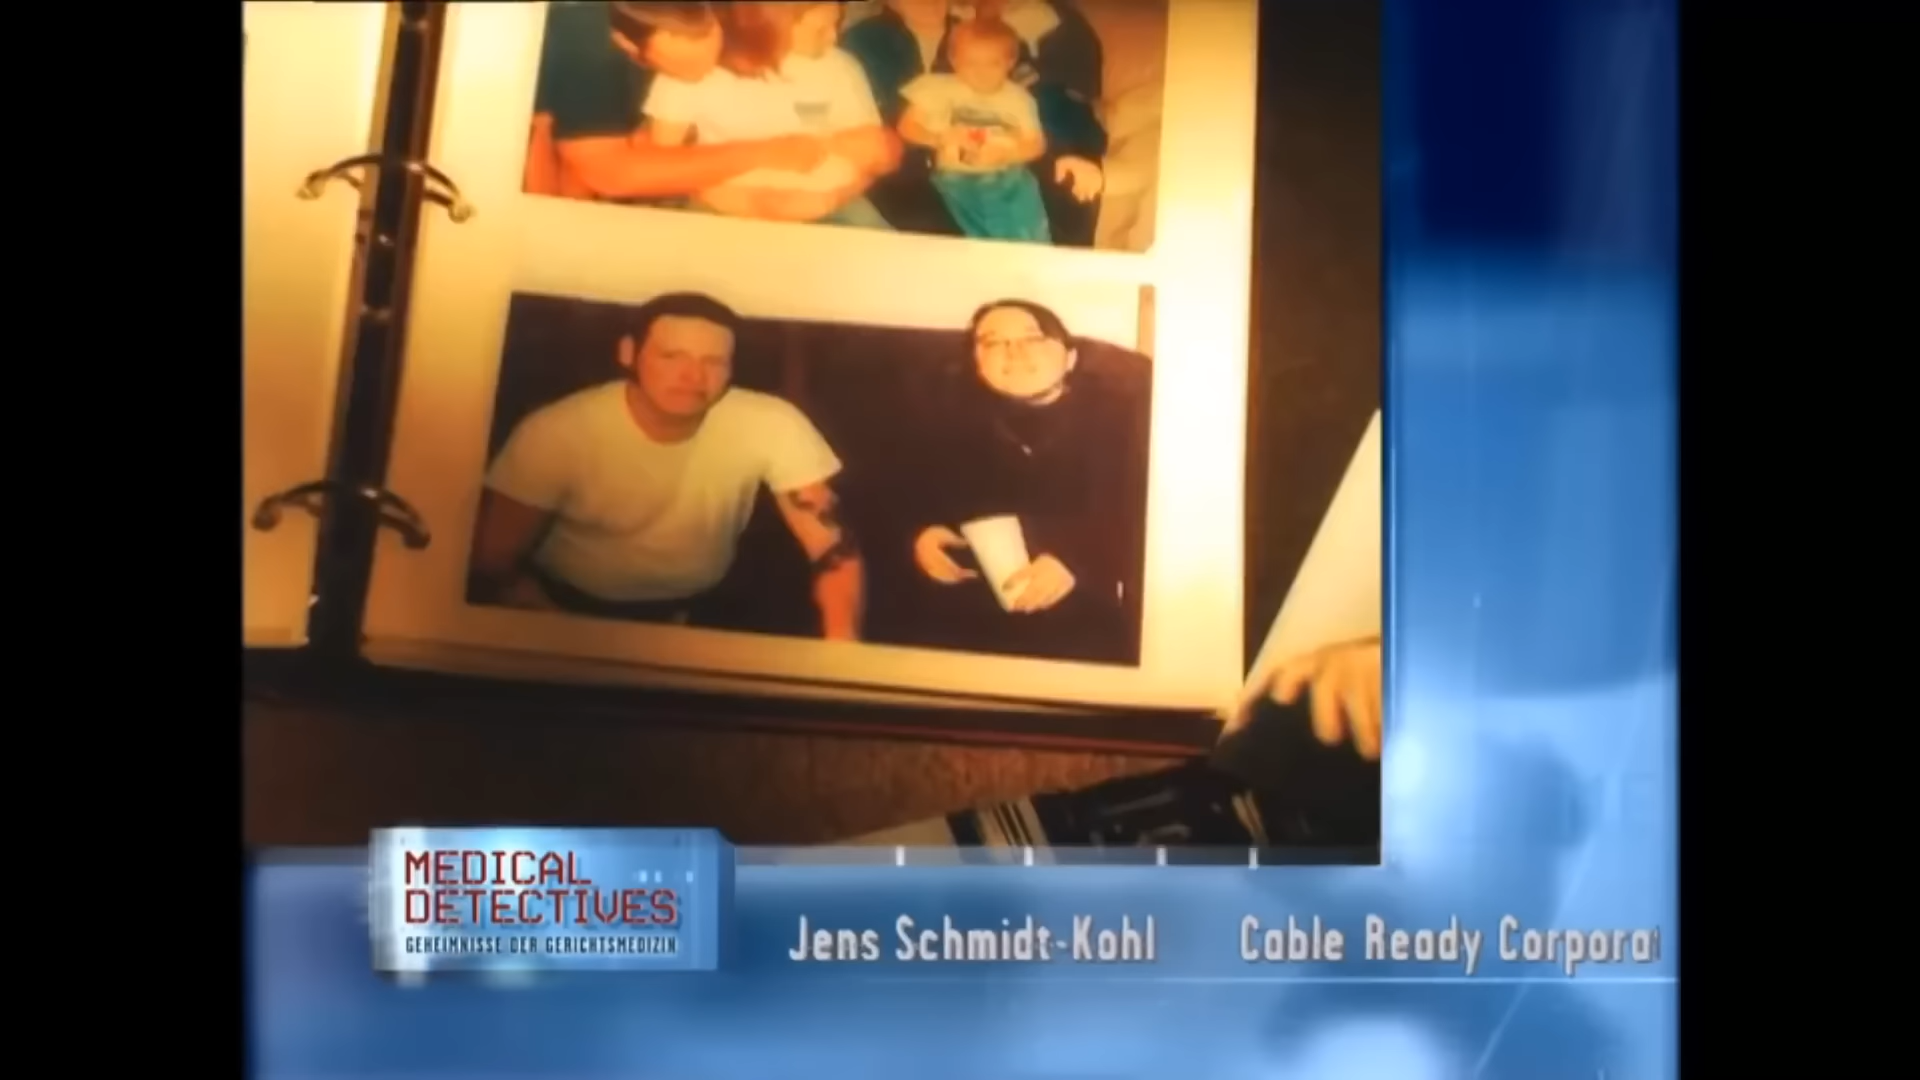 MEDICAL
DETECTIVES
GEHEIMNISSE DER GERICHTSMEDIZIN
Jens Schmidt-Kohl Cable Ready Corpora